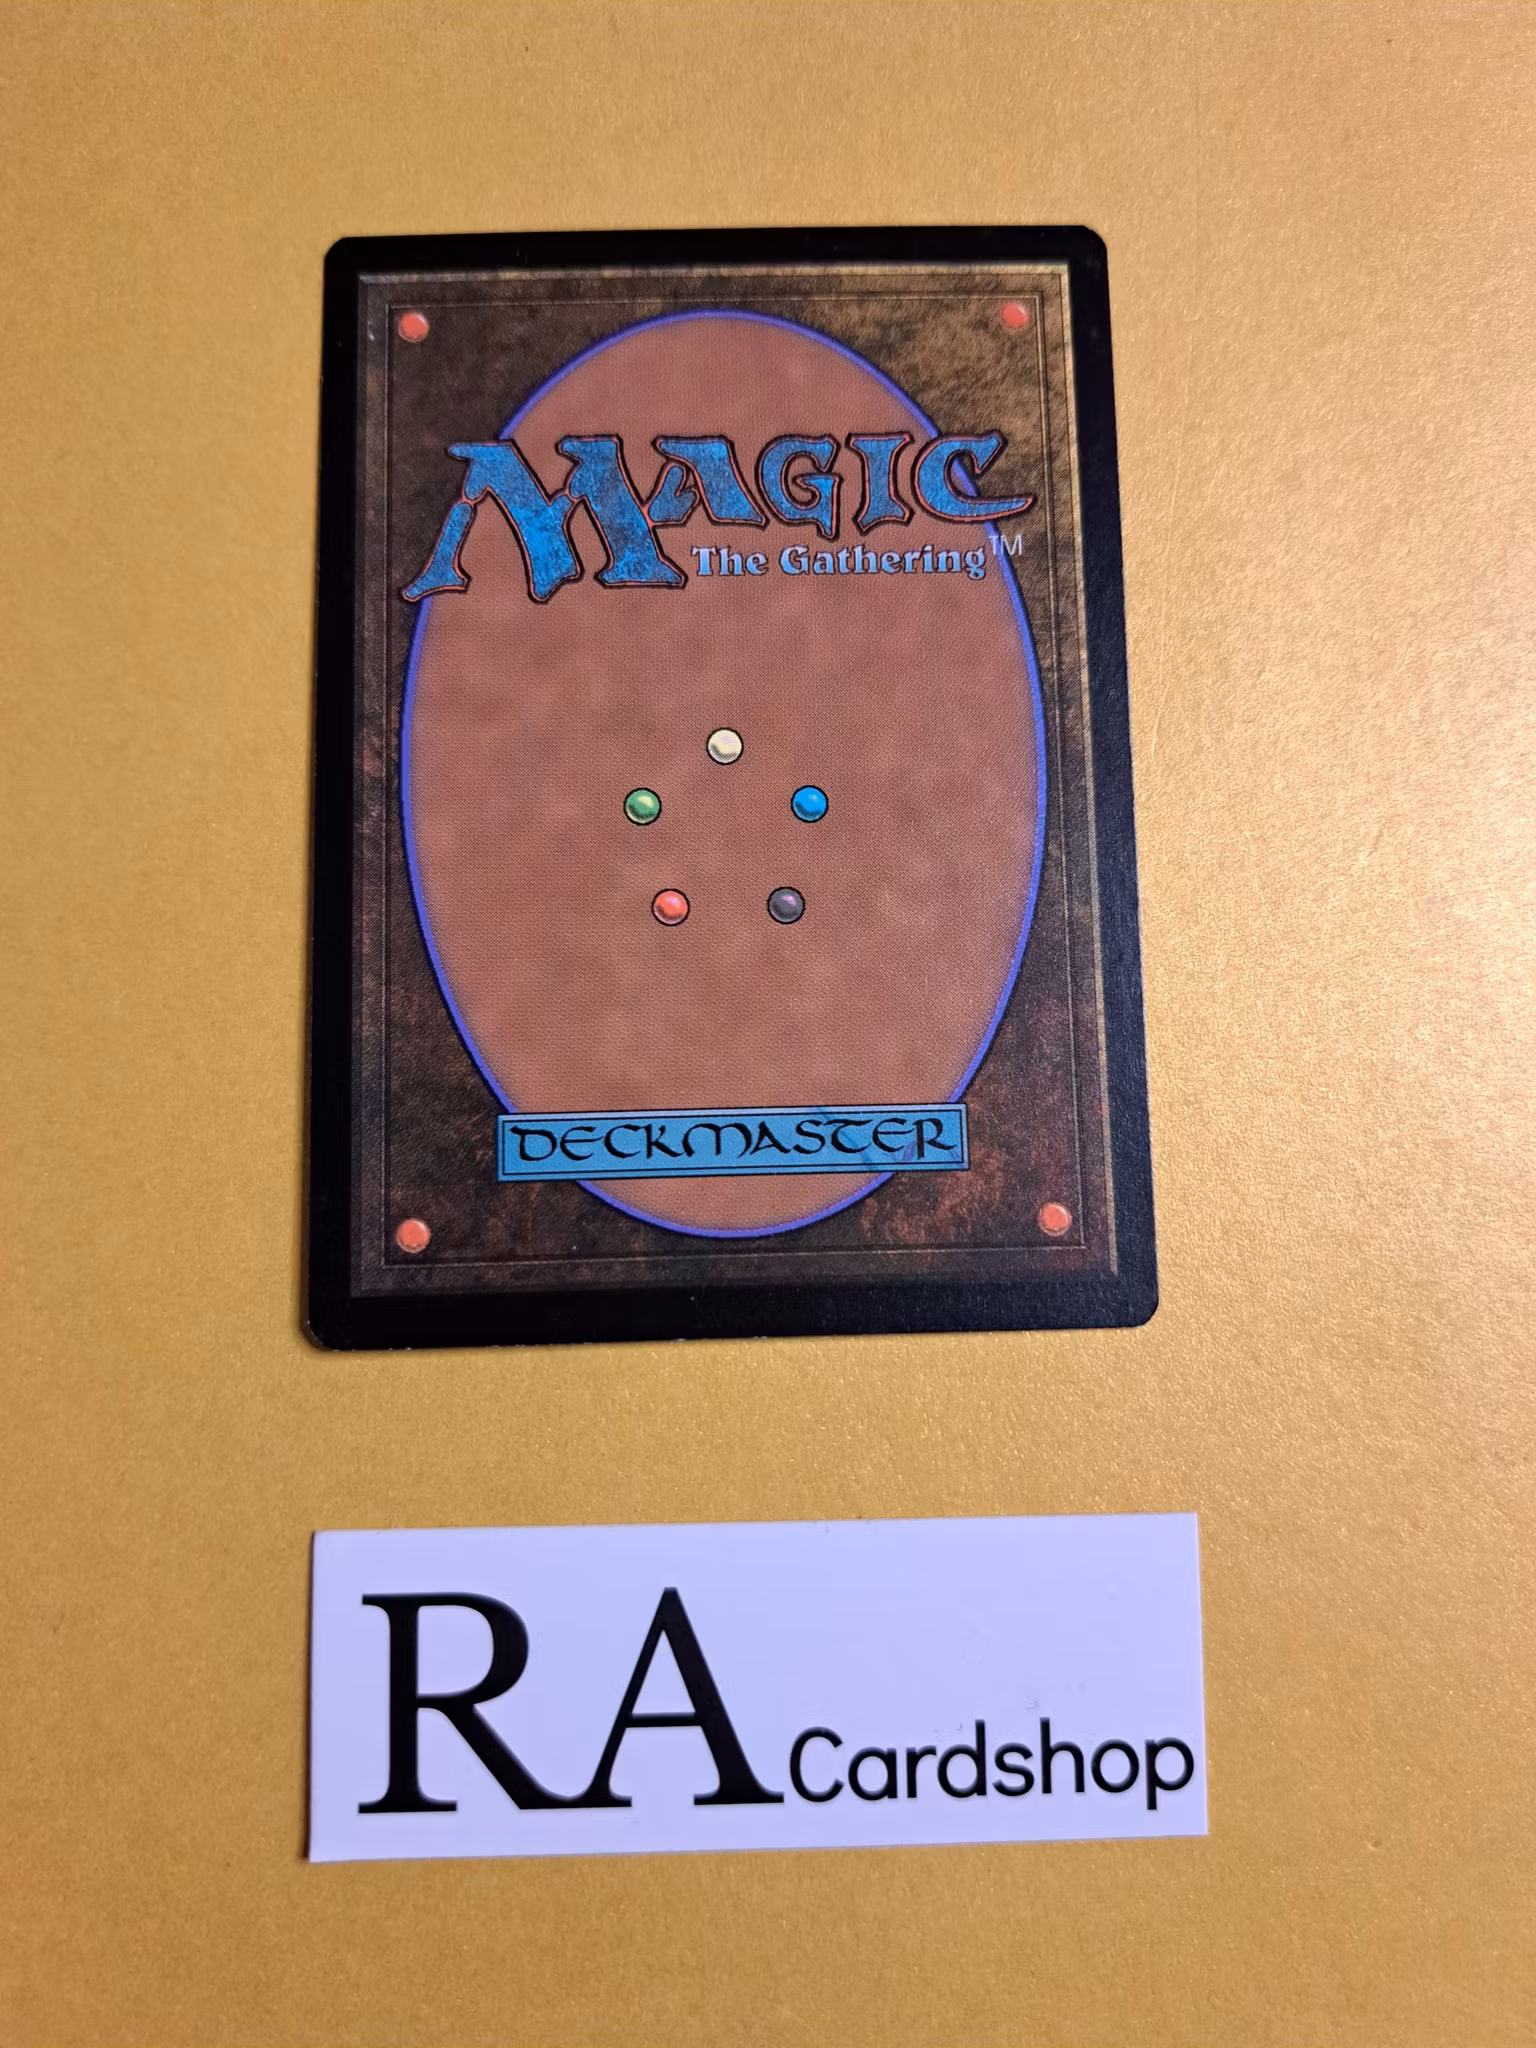 MAGIC
The Gathering™
DECKMASTER
RA Cardshop